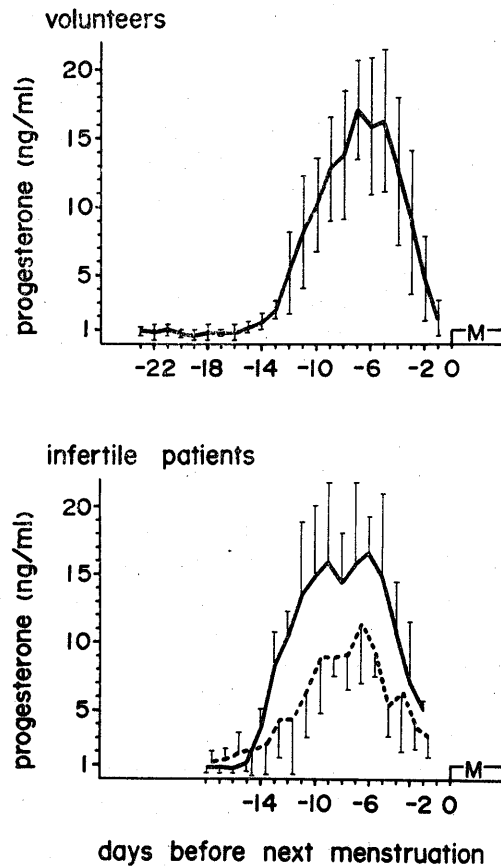 volunteers
progesterone (ng/ml)
20
15
10
5
1
M
-22 -18 -14 -10 -6 -2 0
infertile patients
progesterone (ng/ml)
20
15
10
5
1
M
-14 -10 -6 -2 0
days before next menstruation